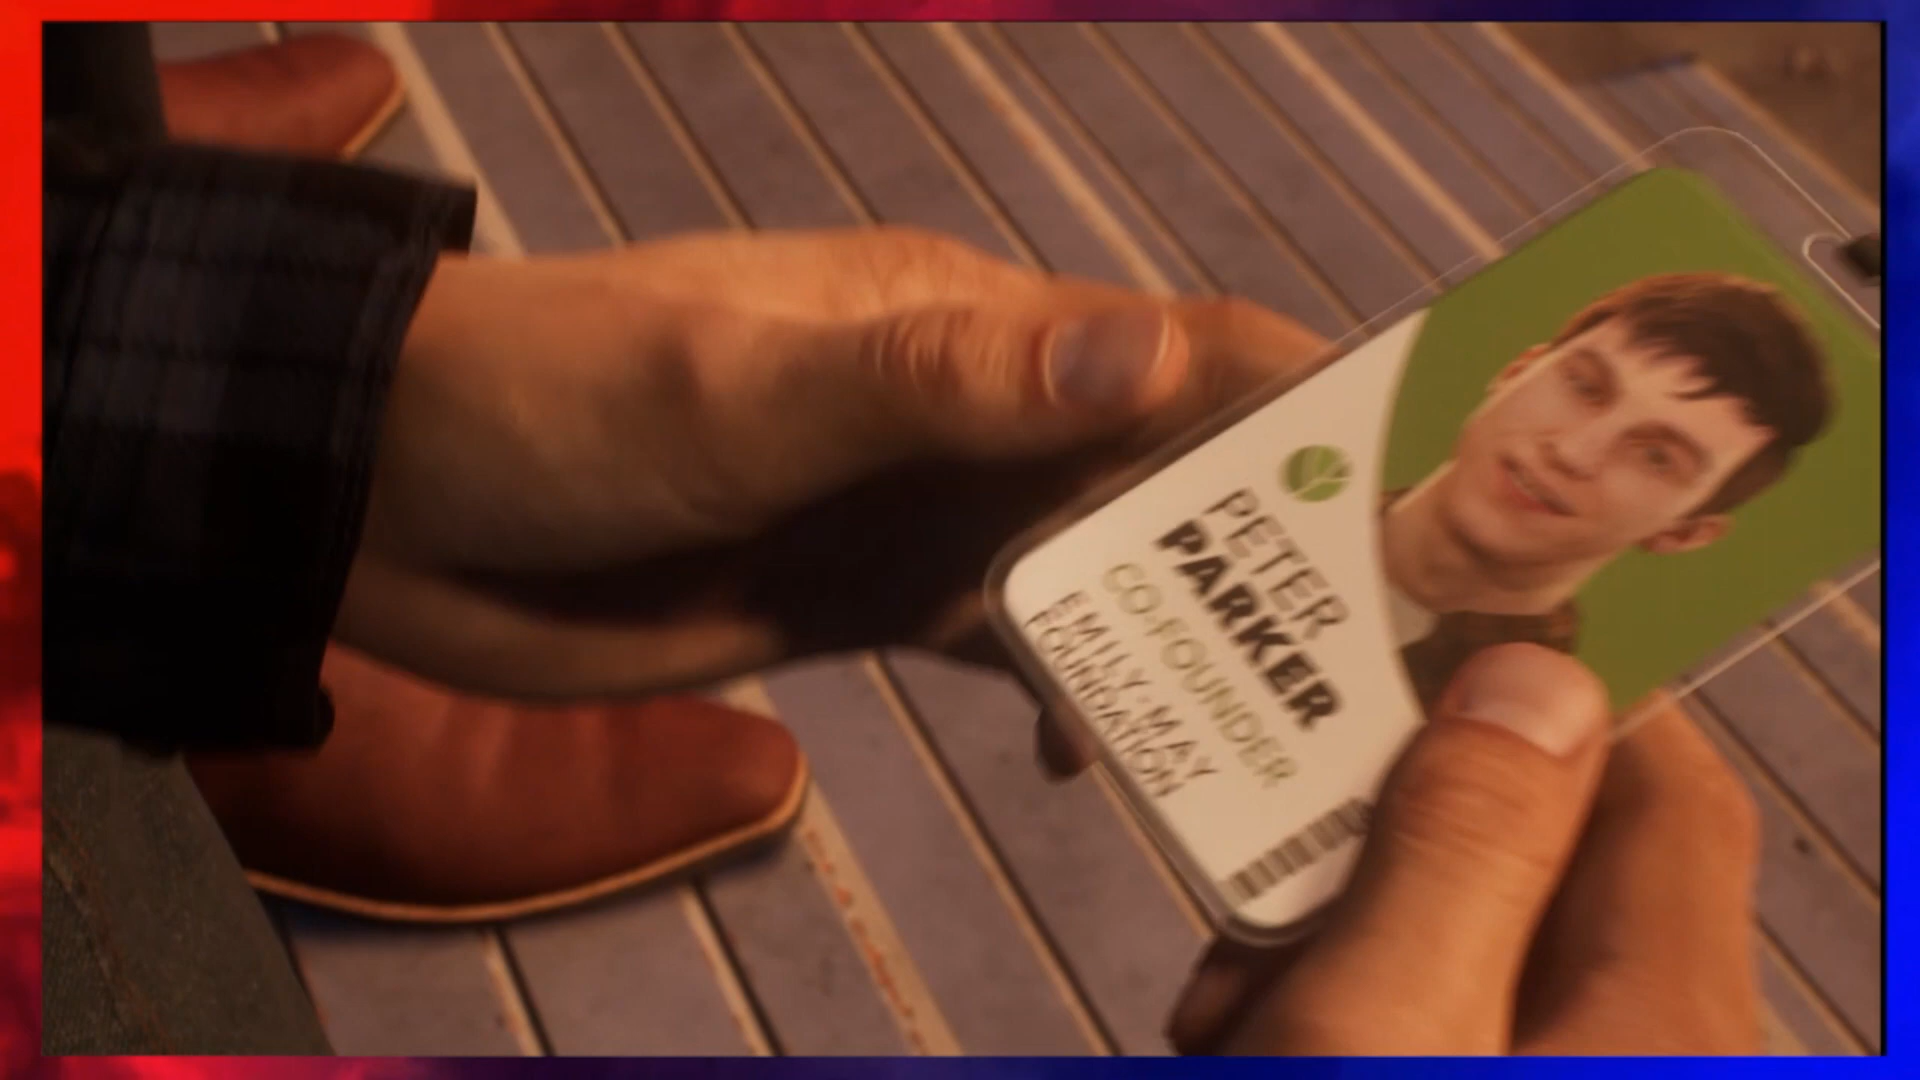 PETER
PARKER
CO-FOUNDER
EMILY-MAY
FOUNDATION